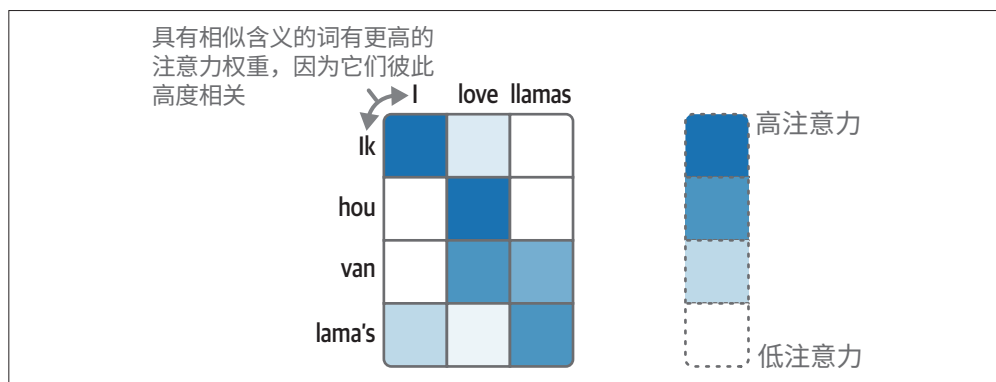 具有相似含义的词有更高的
注意力权重，因为它们彼此
高度相关
I love llamas
Ik
hou
van
lama's
高注意力
低注意力